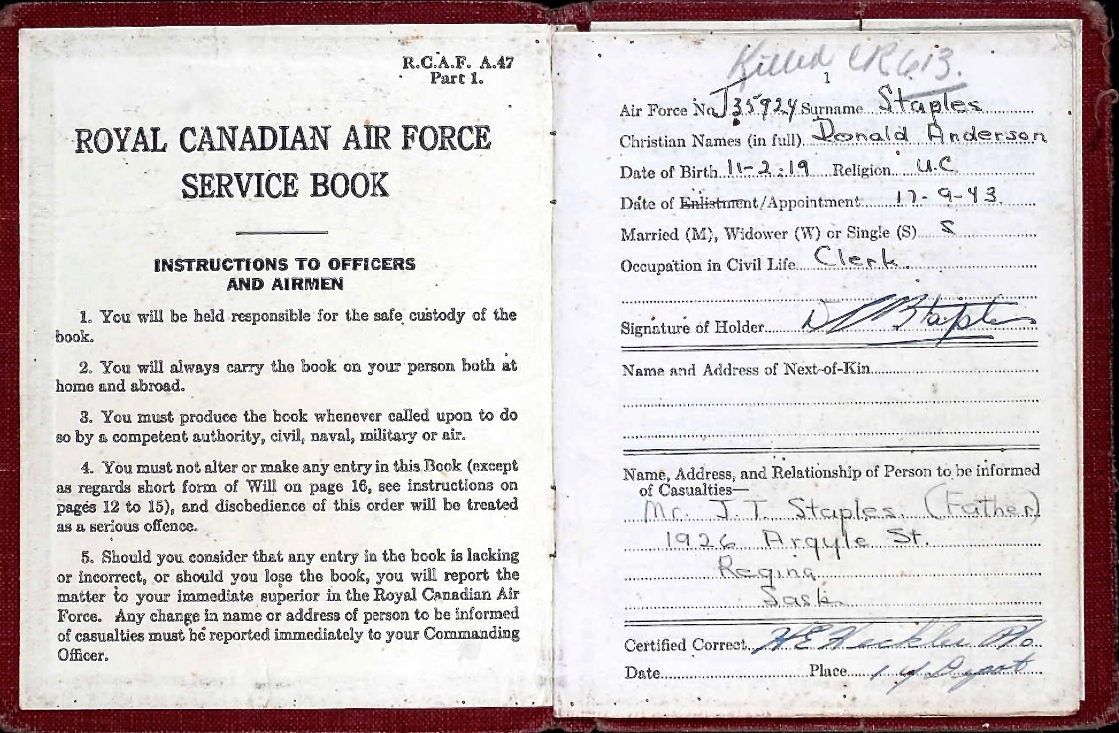 R.C.A.F. A.47
Part 1.
ROYAL CANADIAN AIR FORCE
SERVICE BOOK
INSTRUCTIONS TO OFFICERS
AND AIRMEN
1. You will be held responsible for the safe custody of the
book.
2. You will always carry the book on your person both at
home and abroad.
3. You must produce the book whenever called upon to do
so by a competent authority, civil, naval, military or air.
4. You must not alter or make any entry in this Book (except
as regards short form of Will on page 16, see instructions on
pages 12 to 15), and disobedience of this order will be treated
as a serious offence.
5. Should you consider that any entry in the book is lacking
or incorrect, or should you lose the book, you will report the
matter to your immediate superior in the Royal Canadian Air
Force. Any change in name or address of person to be informed
of casualties must be reported immediately to your Commanding
Officer.
Killed CR613.
1
Air Force No. J35924 Surname Staples
Christian Names (in full) Donald Anderson
Date of Birth 11-2-19 Religion U.C.
Date of Enlistment/Appointment 17-9-43
Married (M), Widower (W) or Single (S) S
Occupation in Civil Life Clerk.
Signature of Holder D A Staples
Name and Address of Next-of-Kin
Name, Address, and Relationship of Person to be informed
of Casualties—
Mr. J.T. Staples. (Father)
1926 Argyle St.
Regina
Sask
Certified Correct
Date Place